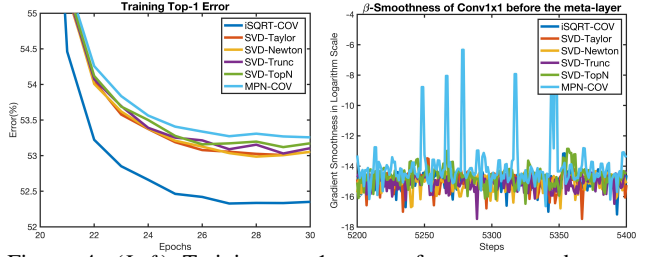 Training Top-1 Error
55
54.5
54
53.5
53
52.5
52
Error(%)
20
22
24
26
28
30
Epochs
iSQRT-COV
SVD-Taylor
SVD-Newton
SVD-Trunc
SVD-TopN
MPN-COV
β-Smoothness of Conv1x1 before the meta-layer
-4
-6
-8
-10
-12
-14
-16
-18
Gradient Smoothness in Logarithm Scale
5200
5250
5300
5350
5400
Steps
iSQRT-COV
SVD-Taylor
SVD-Newton
SVD-Trunc
SVD-TopN
MPN-COV